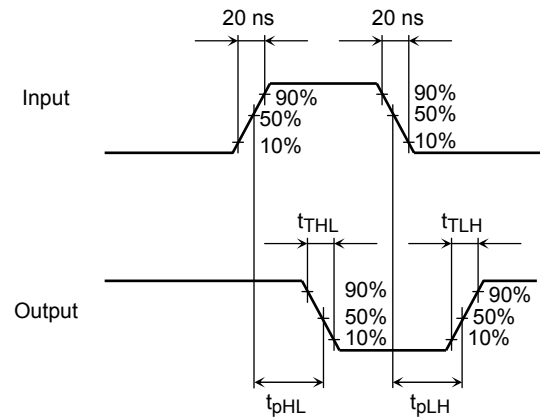 20 ns 20 ns
Input
90% 90%
50% 50%
10% 10%
tTHL tTLH
Output
90% 90%
50% 50%
10% 10%
tpHL tpLH